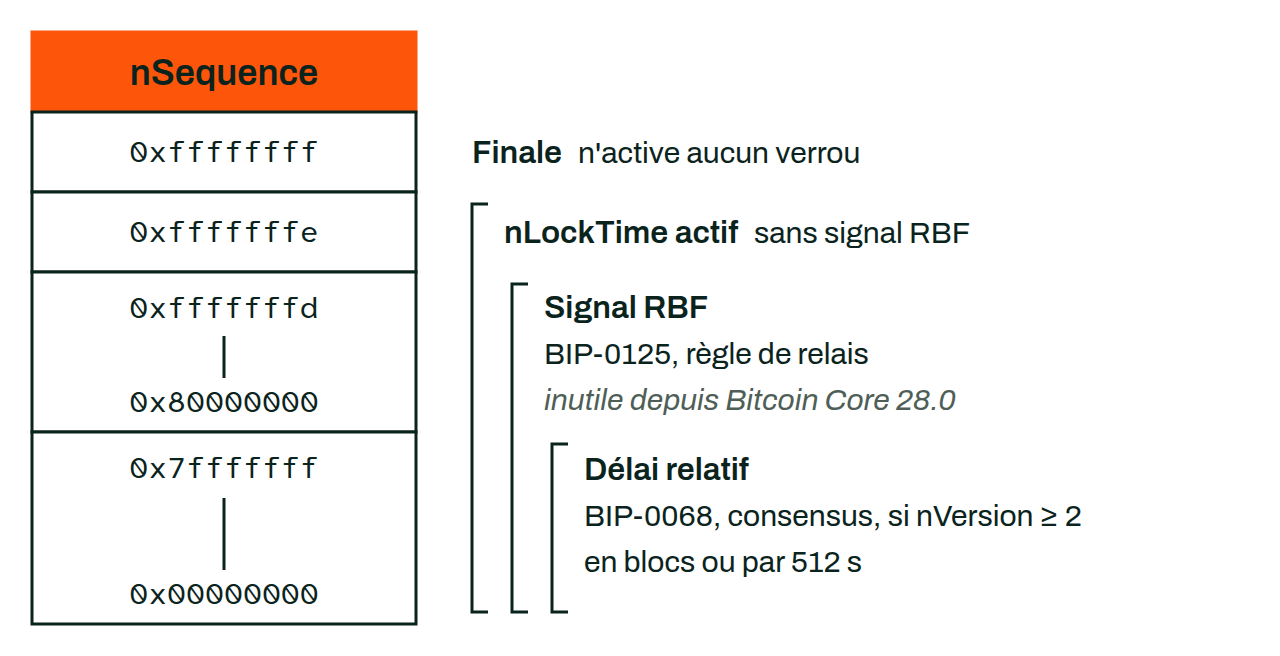 nSequence
0xffffffff
Finale n'active aucun verrou
0xfffffffe
nLockTime actif sans signal RBF
0xfffffffd
0x80000000
Signal RBF
BIP-0125, règle de relais
inutile depuis Bitcoin Core 28.0
0x7fffffff
0x00000000
Délai relatif
BIP-0068, consensus, si nVersion ≥ 2
en blocs ou par 512 s